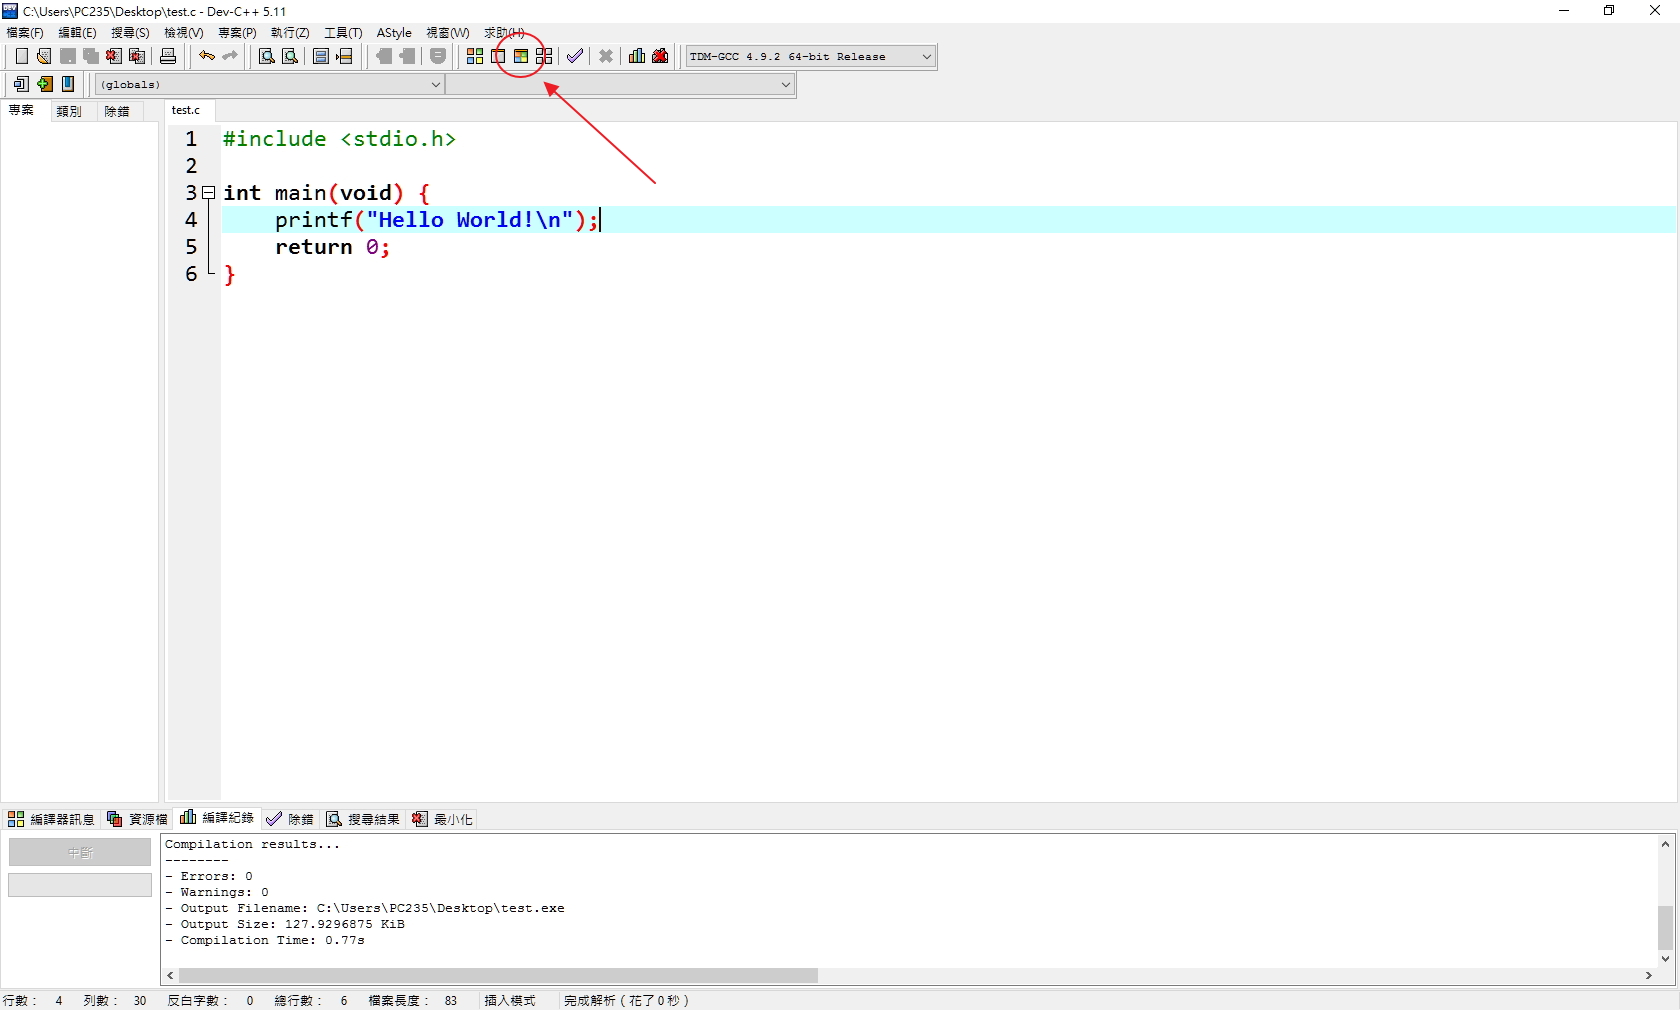 C:\Users\PC235\Desktop\test.c - Dev-C++ 5.11
檔案(F) 編輯(E) 搜尋(S) 檢視(V) 專案(P) 執行(Z) 工具(T) AStyle 視窗(W) 求助(H)
TDM-GCC 4.9.2 64-bit Release
(globals)
專案 類別 除錯 test.c
1 #include <stdio.h>
2
3 int main(void) {
4 printf("Hello World!\n");
5 return 0;
6 }
編譯器訊息 資源檔 編譯紀錄 除錯 搜尋結果 最小化
中斷
Compilation results...
--------
- Errors: 0
- Warnings: 0
- Output Filename: C:\Users\PC235\Desktop\test.exe
- Output Size: 127.9296875 KiB
- Compilation Time: 0.77s
行數: 4 列數: 30 反白字數: 0 總行數: 6 檔案長度: 83 插入模式 完成解析(花了0秒)